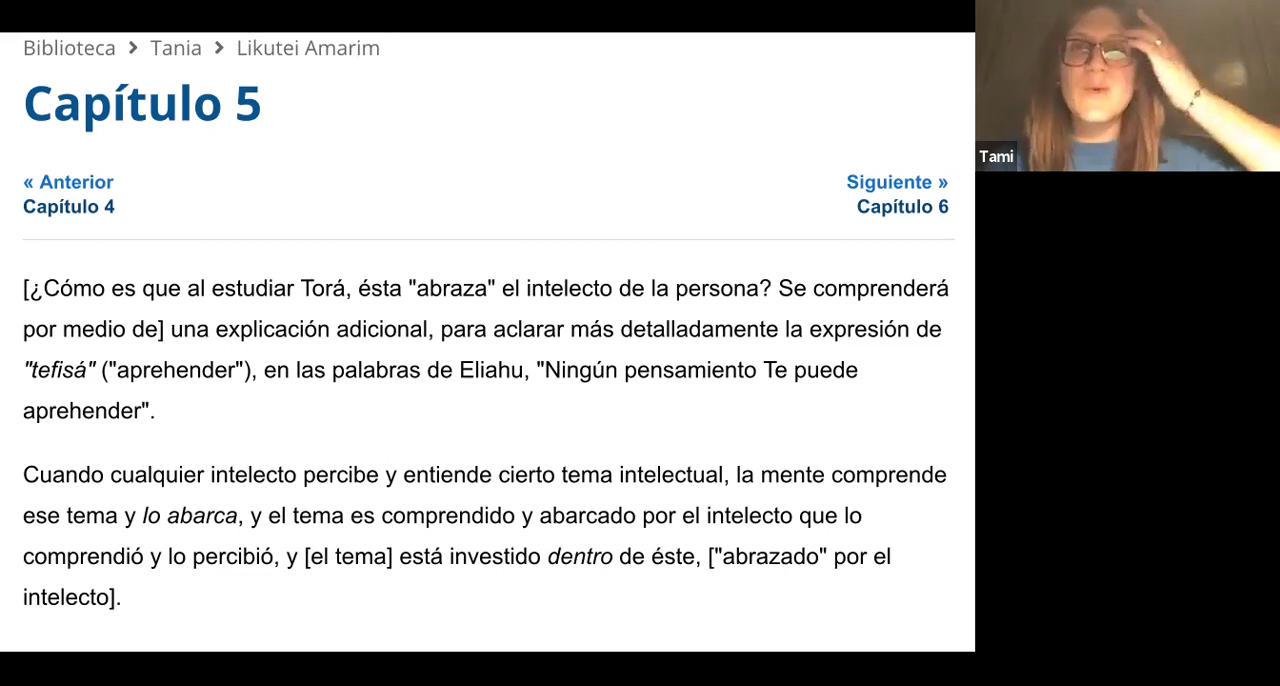 Biblioteca > Tania > Likutei Amarim
Capítulo 5
« Anterior
Capítulo 4
Siguiente »
Capítulo 6
[¿Cómo es que al estudiar Torá, ésta "abraza" el intelecto de la persona? Se comprenderá
por medio de] una explicación adicional, para aclarar más detalladamente la expresión de
"tefisá" ("aprehender"), en las palabras de Eliahu, "Ningún pensamiento Te puede
aprehender".
Cuando cualquier intelecto percibe y entiende cierto tema intelectual, la mente comprende
ese tema y lo abarca, y el tema es comprendido y abarcado por el intelecto que lo
comprendió y lo percibió, y [el tema] está investido dentro de éste, ["abrazado" por el
intelecto].
Tami